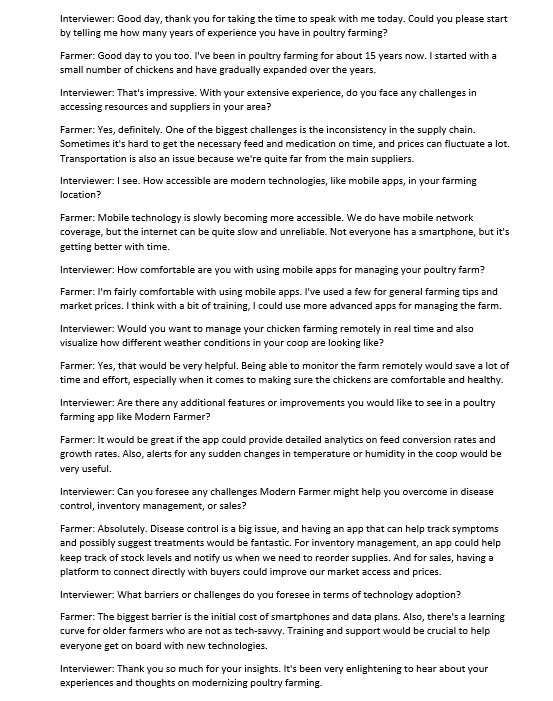 Interviewer: Good day, thank you for taking the time to speak with me today. Could you please start
by telling me how many years of experience you have in poultry farming?
Farmer: Good day to you too. I've been in poultry farming for about 15 years now. I started with a
small number of chickens and have gradually expanded over the years.
Interviewer: That's impressive. With your extensive experience, do you face any challenges in
accessing resources and suppliers in your area?
Farmer: Yes, definitely. One of the biggest challenges is the inconsistency in the supply chain.
Sometimes it's hard to get the necessary feed and medication on time, and prices can fluctuate a lot.
Transportation is also an issue because we're quite far from the main suppliers.
Interviewer: I see. How accessible are modern technologies, like mobile apps, in your farming
location?
Farmer: Mobile technology is slowly becoming more accessible. We do have mobile network
coverage, but the internet can be quite slow and unreliable. Not everyone has a smartphone, but it's
getting better with time.
Interviewer: How comfortable are you with using mobile apps for managing your poultry farm?
Farmer: I'm fairly comfortable with using mobile apps. I've used a few for general farming tips and
market prices. I think with a bit of training, I could use more advanced apps for managing the farm.
Interviewer: Would you want to manage your chicken farming remotely in real time and also
visualize how different weather conditions in your coop are looking like?
Farmer: Yes, that would be very helpful. Being able to monitor the farm remotely would save a lot of
time and effort, especially when it comes to making sure the chickens are comfortable and healthy.
Interviewer: Are there any additional features or improvements you would like to see in a poultry
farming app like Modern Farmer?
Farmer: It would be great if the app could provide detailed analytics on feed conversion rates and
growth rates. Also, alerts for any sudden changes in temperature or humidity in the coop would be
very useful.
Interviewer: Can you foresee any challenges Modern Farmer might help you overcome in disease
control, inventory management, or sales?
Farmer: Absolutely. Disease control is a big issue, and having an app that can help track symptoms
and possibly suggest treatments would be fantastic. For inventory management, an app could help
keep track of stock levels and notify us when we need to reorder supplies. And for sales, having a
platform to connect directly with buyers could improve our market access and prices.
Interviewer: What barriers or challenges do you foresee in terms of technology adoption?
Farmer: The biggest barrier is the initial cost of smartphones and data plans. Also, there's a learning
curve for older farmers who are not as tech-savvy. Training and support would be crucial to help
everyone get on board with new technologies.
Interviewer: Thank you so much for your insights. It's been very enlightening to hear about your
experiences and thoughts on modernizing poultry farming.